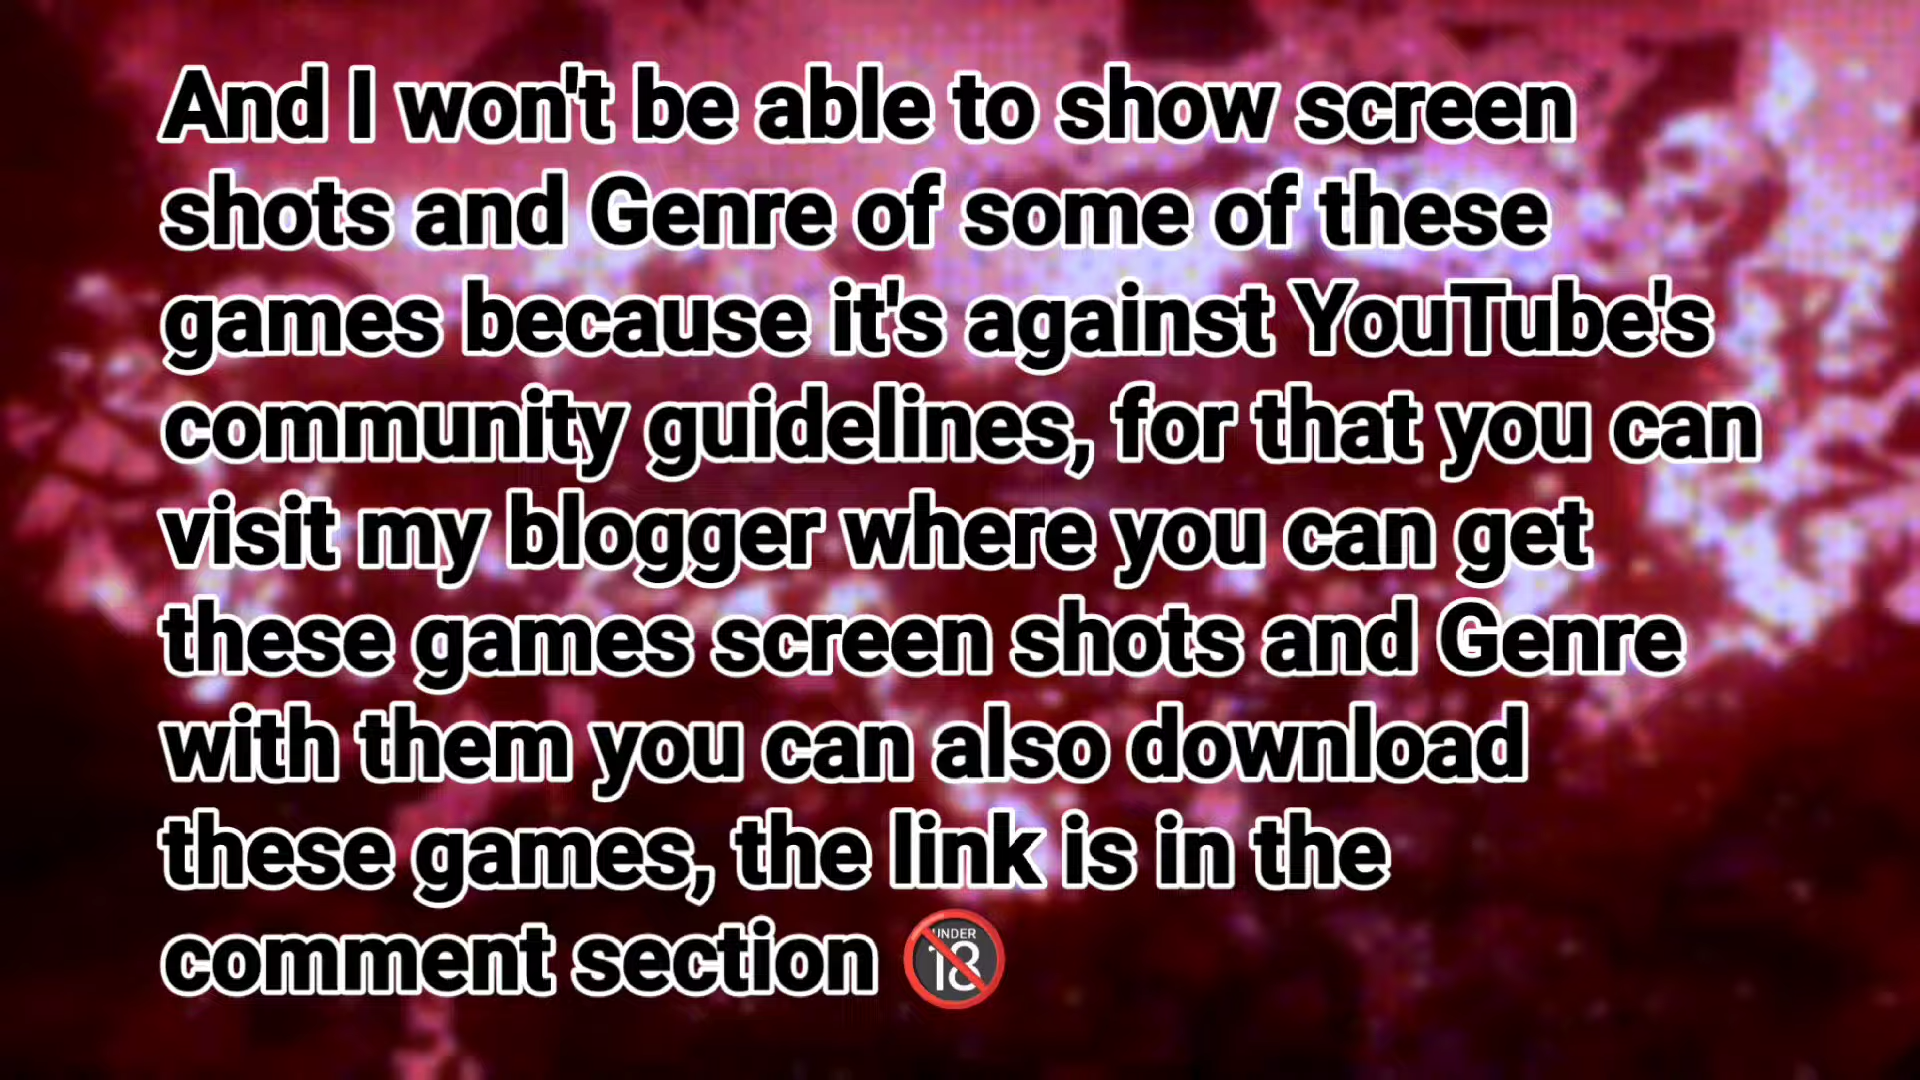 And I won't be able to show screen
shots and Genre of some of these
games because it's against YouTube's
community guidelines, for that you can
visit my blogger where you can get
these games screen shots and Genre
with them you can also download
these games, the link is in the
comment section 🔞